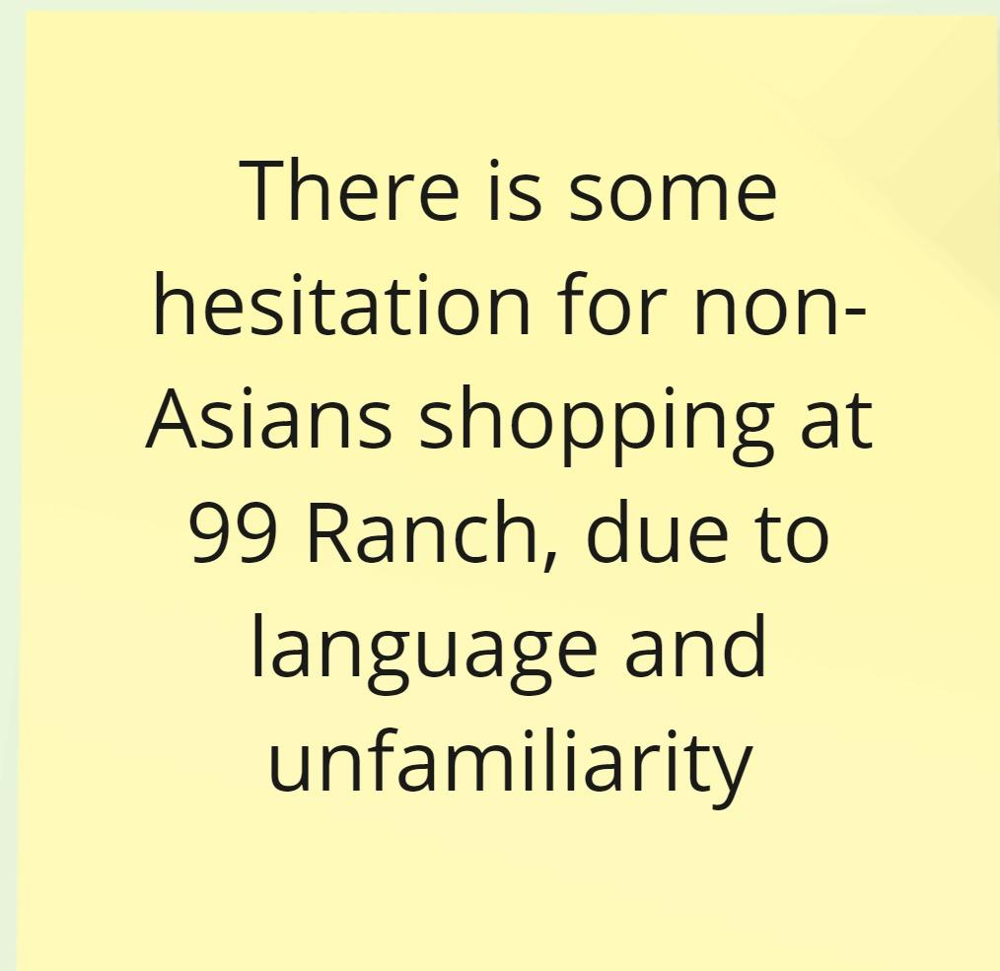 There is some
hesitation for non-
Asians shopping at
99 Ranch, due to
language and
unfamiliarity